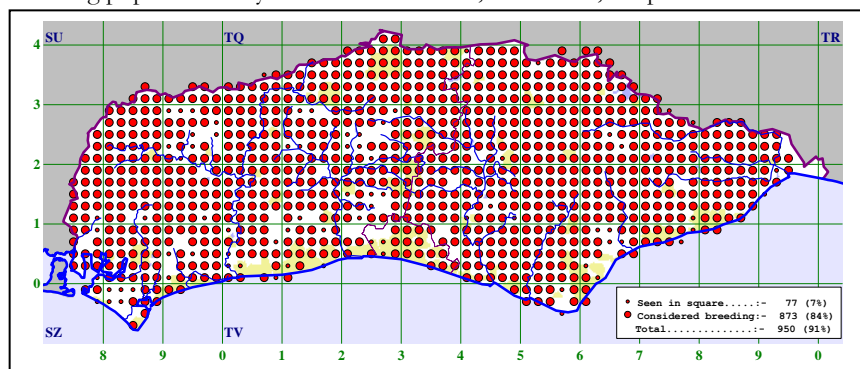 SU TQ TR
4
3
2
1
0
Seen in square.....:- 77 (7%)
Considered breeding:- 873 (84%)
Total..............:- 950 (91%)
SZ TV
8 9 0 1 2 3 4 5 6 7 8 9 0